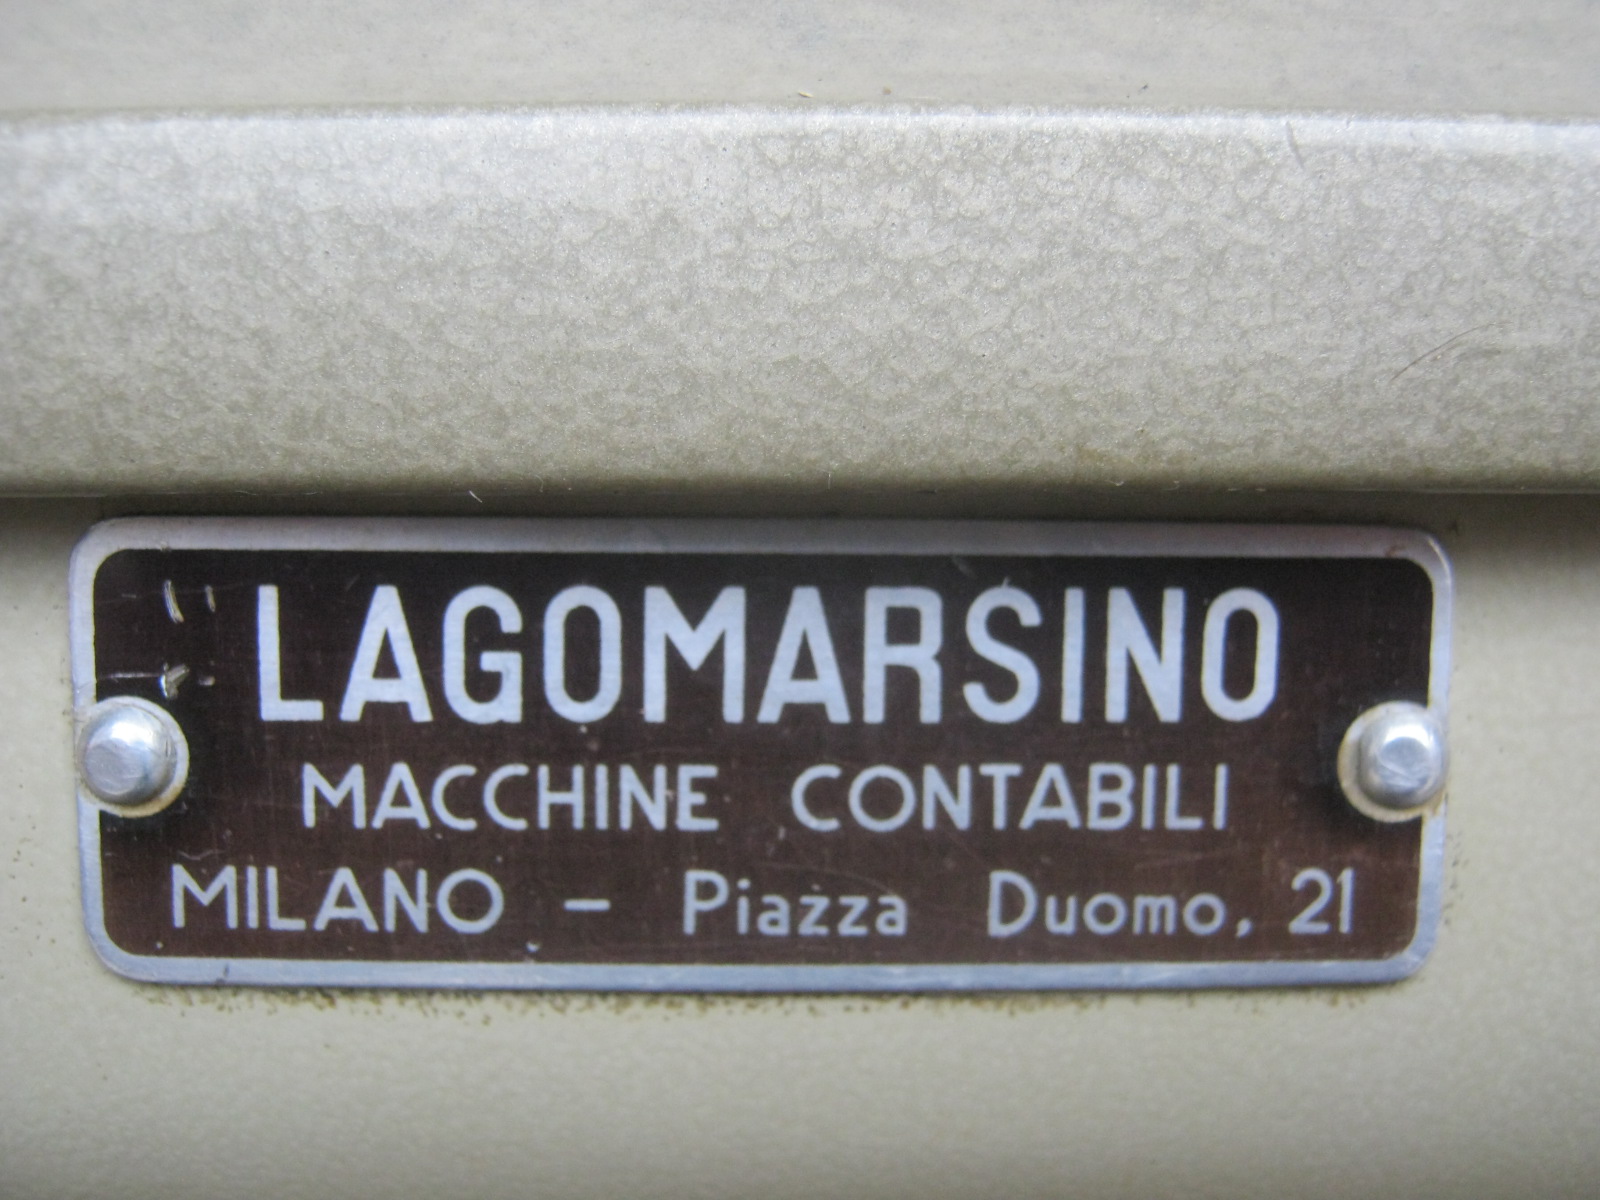 LAGOMARSINO
MACCHINE CONTABILI
MILANO – Piazza Duomo, 21